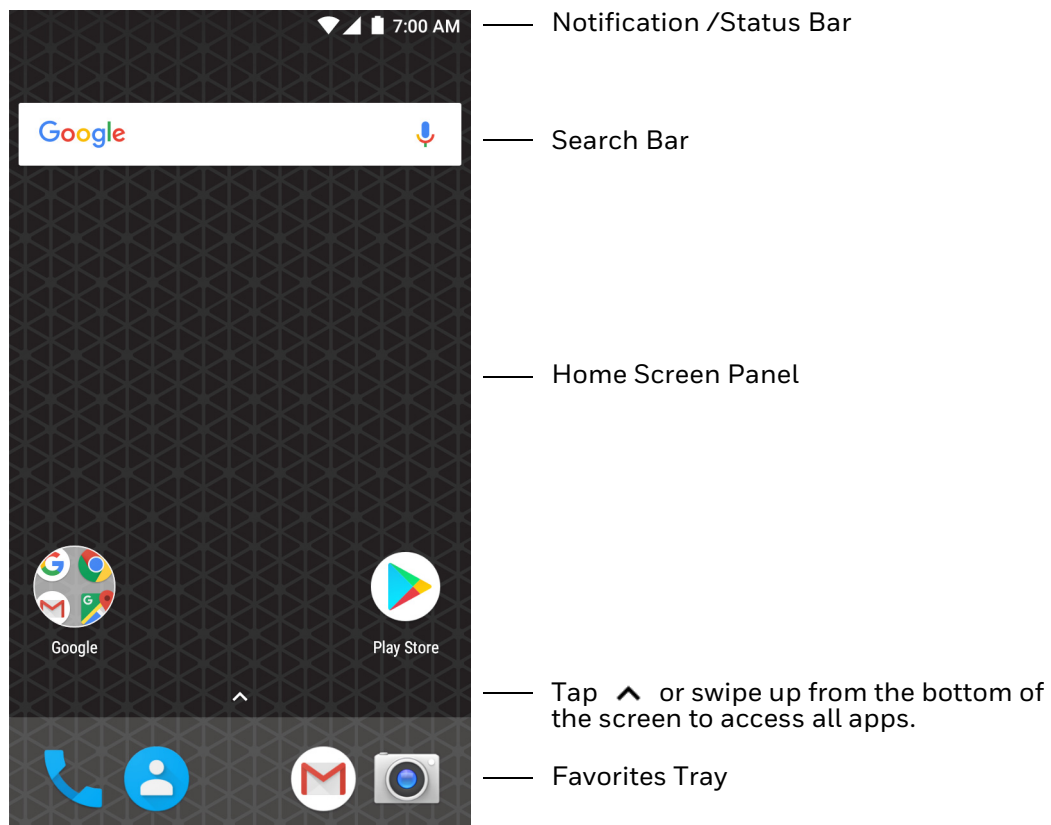 7:00 AM
Notification /Status Bar
Google
Search Bar
Home Screen Panel
Google
Play Store
Tap ^ or swipe up from the bottom of
the screen to access all apps.
Favorites Tray